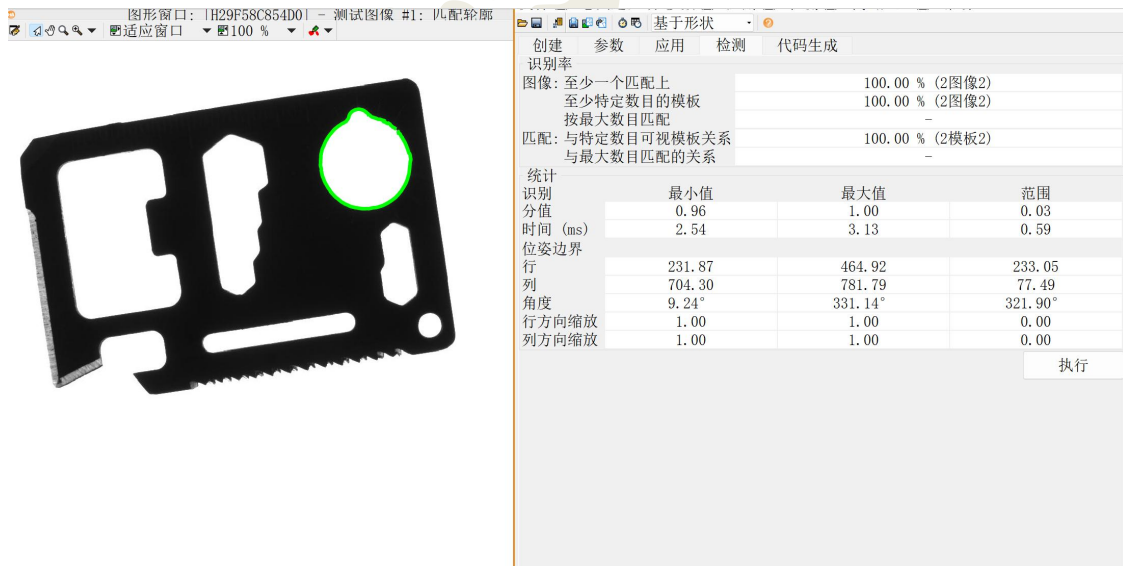 图形窗口: |H29F58C854D0| - 测试图像 #1: 匹配轮廓
适应窗口 100 %
基于形状
创建 参数 应用 检测 代码生成
识别率
图像: 至少一个匹配上 100.00 % (2图像2)
至少特定数目的模板 100.00 % (2图像2)
按最大数目匹配 -
匹配: 与特定数目可视模板关系 100.00 % (2模板2)
与最大数目匹配的关系 -
统计
识别 最小值 最大值 范围
分值 0.96 1.00 0.03
时间 (ms) 2.54 3.13 0.59
位姿边界
行 231.87 464.92 233.05
列 704.30 781.79 77.49
角度 9.24° 331.14° 321.90°
行方向缩放 1.00 1.00 0.00
列方向缩放 1.00 1.00 0.00
执行